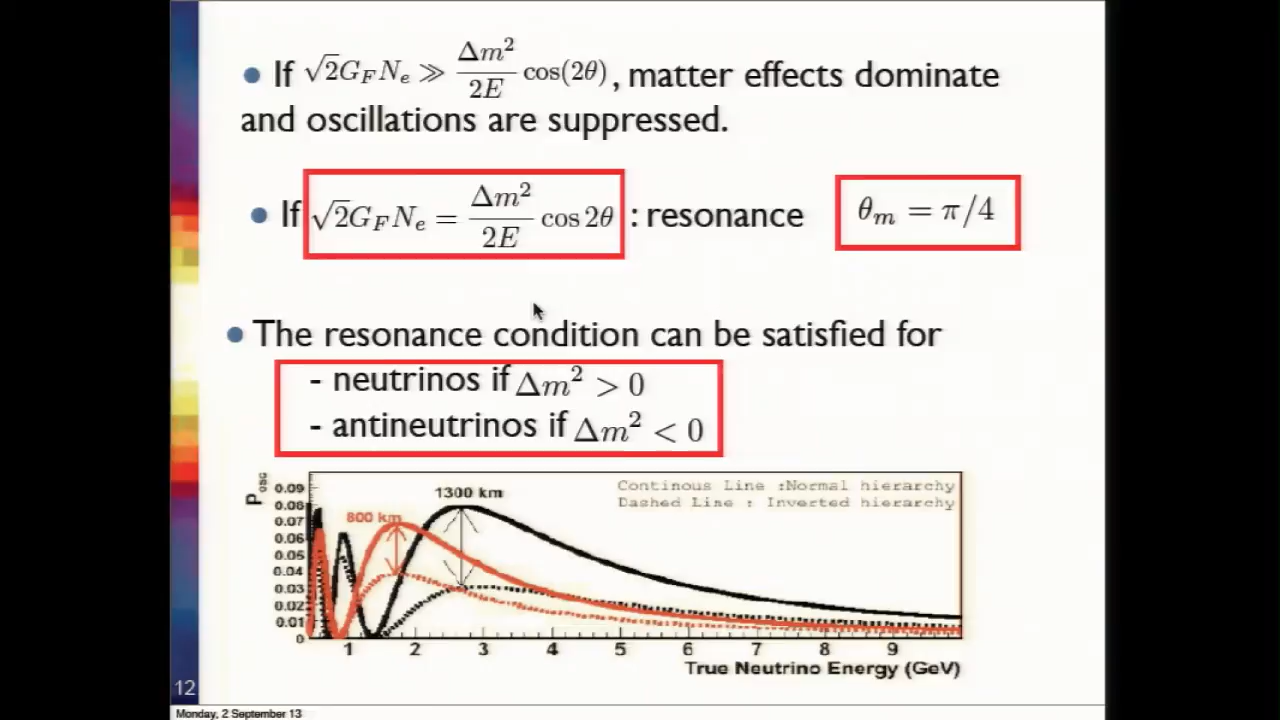 • If √2G_F N_e ≫ Δm²/2E cos(2θ), matter effects dominate
and oscillations are suppressed.
• If √2G_F N_e = Δm²/2E cos 2θ : resonance θ_m = π/4
• The resonance condition can be satisfied for
- neutrinos if Δm² > 0
- antineutrinos if Δm² < 0
P_osc
0.09
0.08
0.07
0.06
0.05
0.04
0.03
0.02
0.01
0
1300 km
800 km
Continous Line :Normal hierarchy
Dashed Line : Inverted hierarchy
1 2 3 4 5 6 7 8 9
True Neutrino Energy (GeV)
12
Monday, 2 September 13